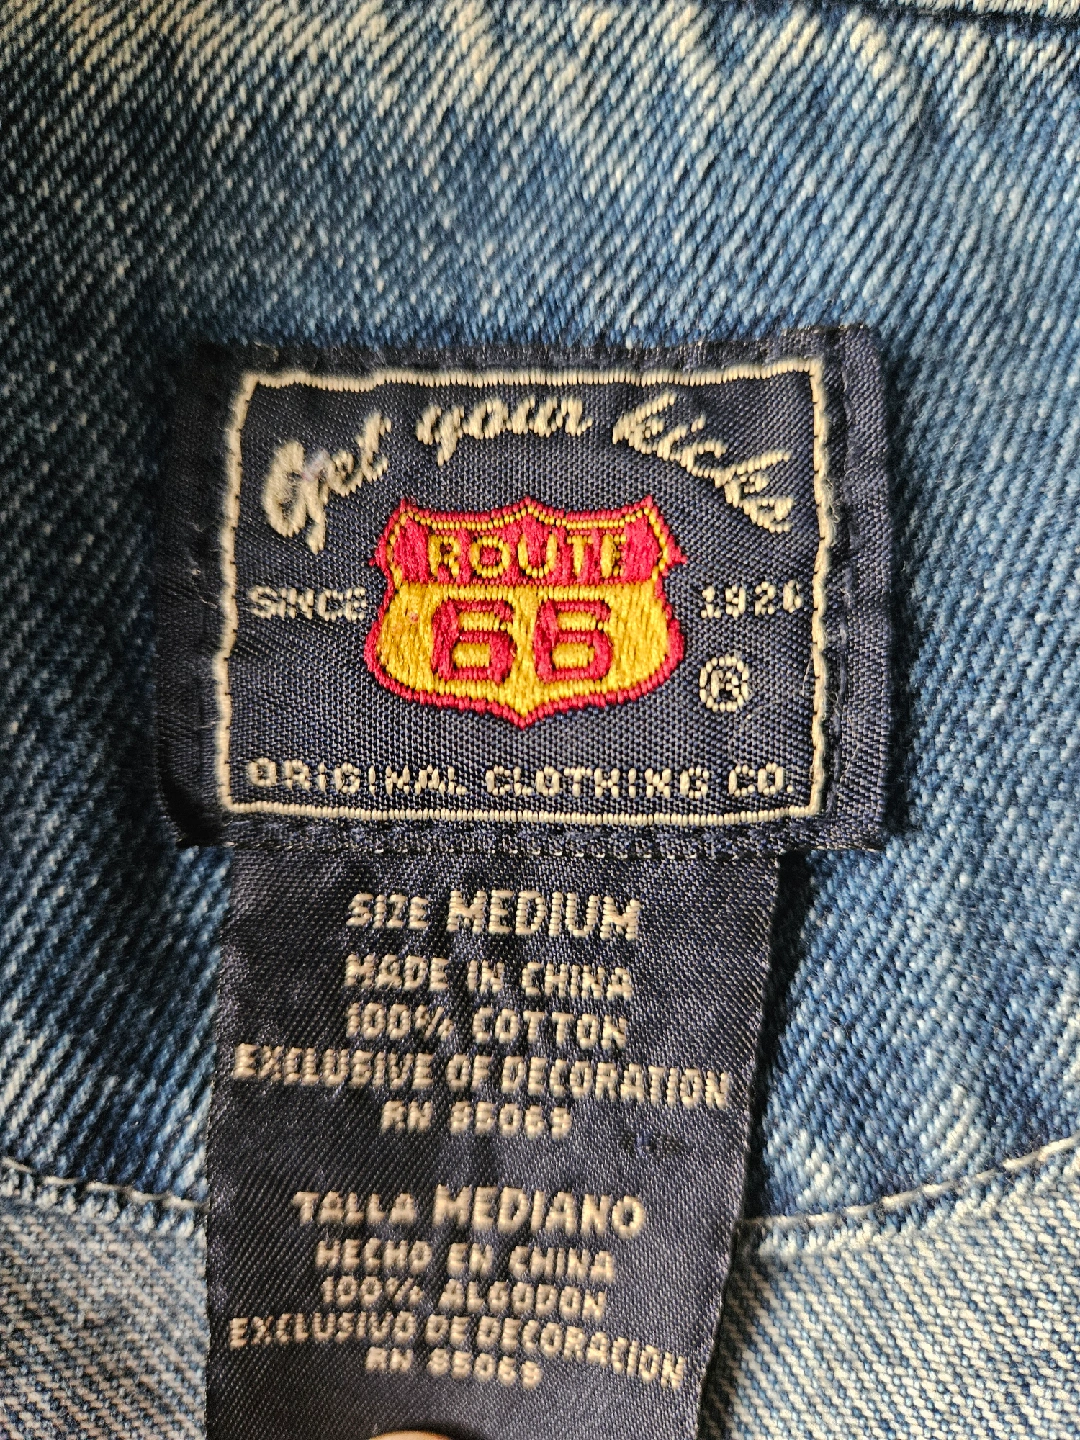 Get your kicks
ROUTE
SINCE 66 1926
®
ORIGINAL CLOTHING CO.
SIZE MEDIUM
MADE IN CHINA
100% COTTON
EXCLUSIVE OF DECORATION
RN 85069
TALLA MEDIANO
HECHO EN CHINA
100% ALGODON
EXCLUSIVO DE DECORACION
RN 85069